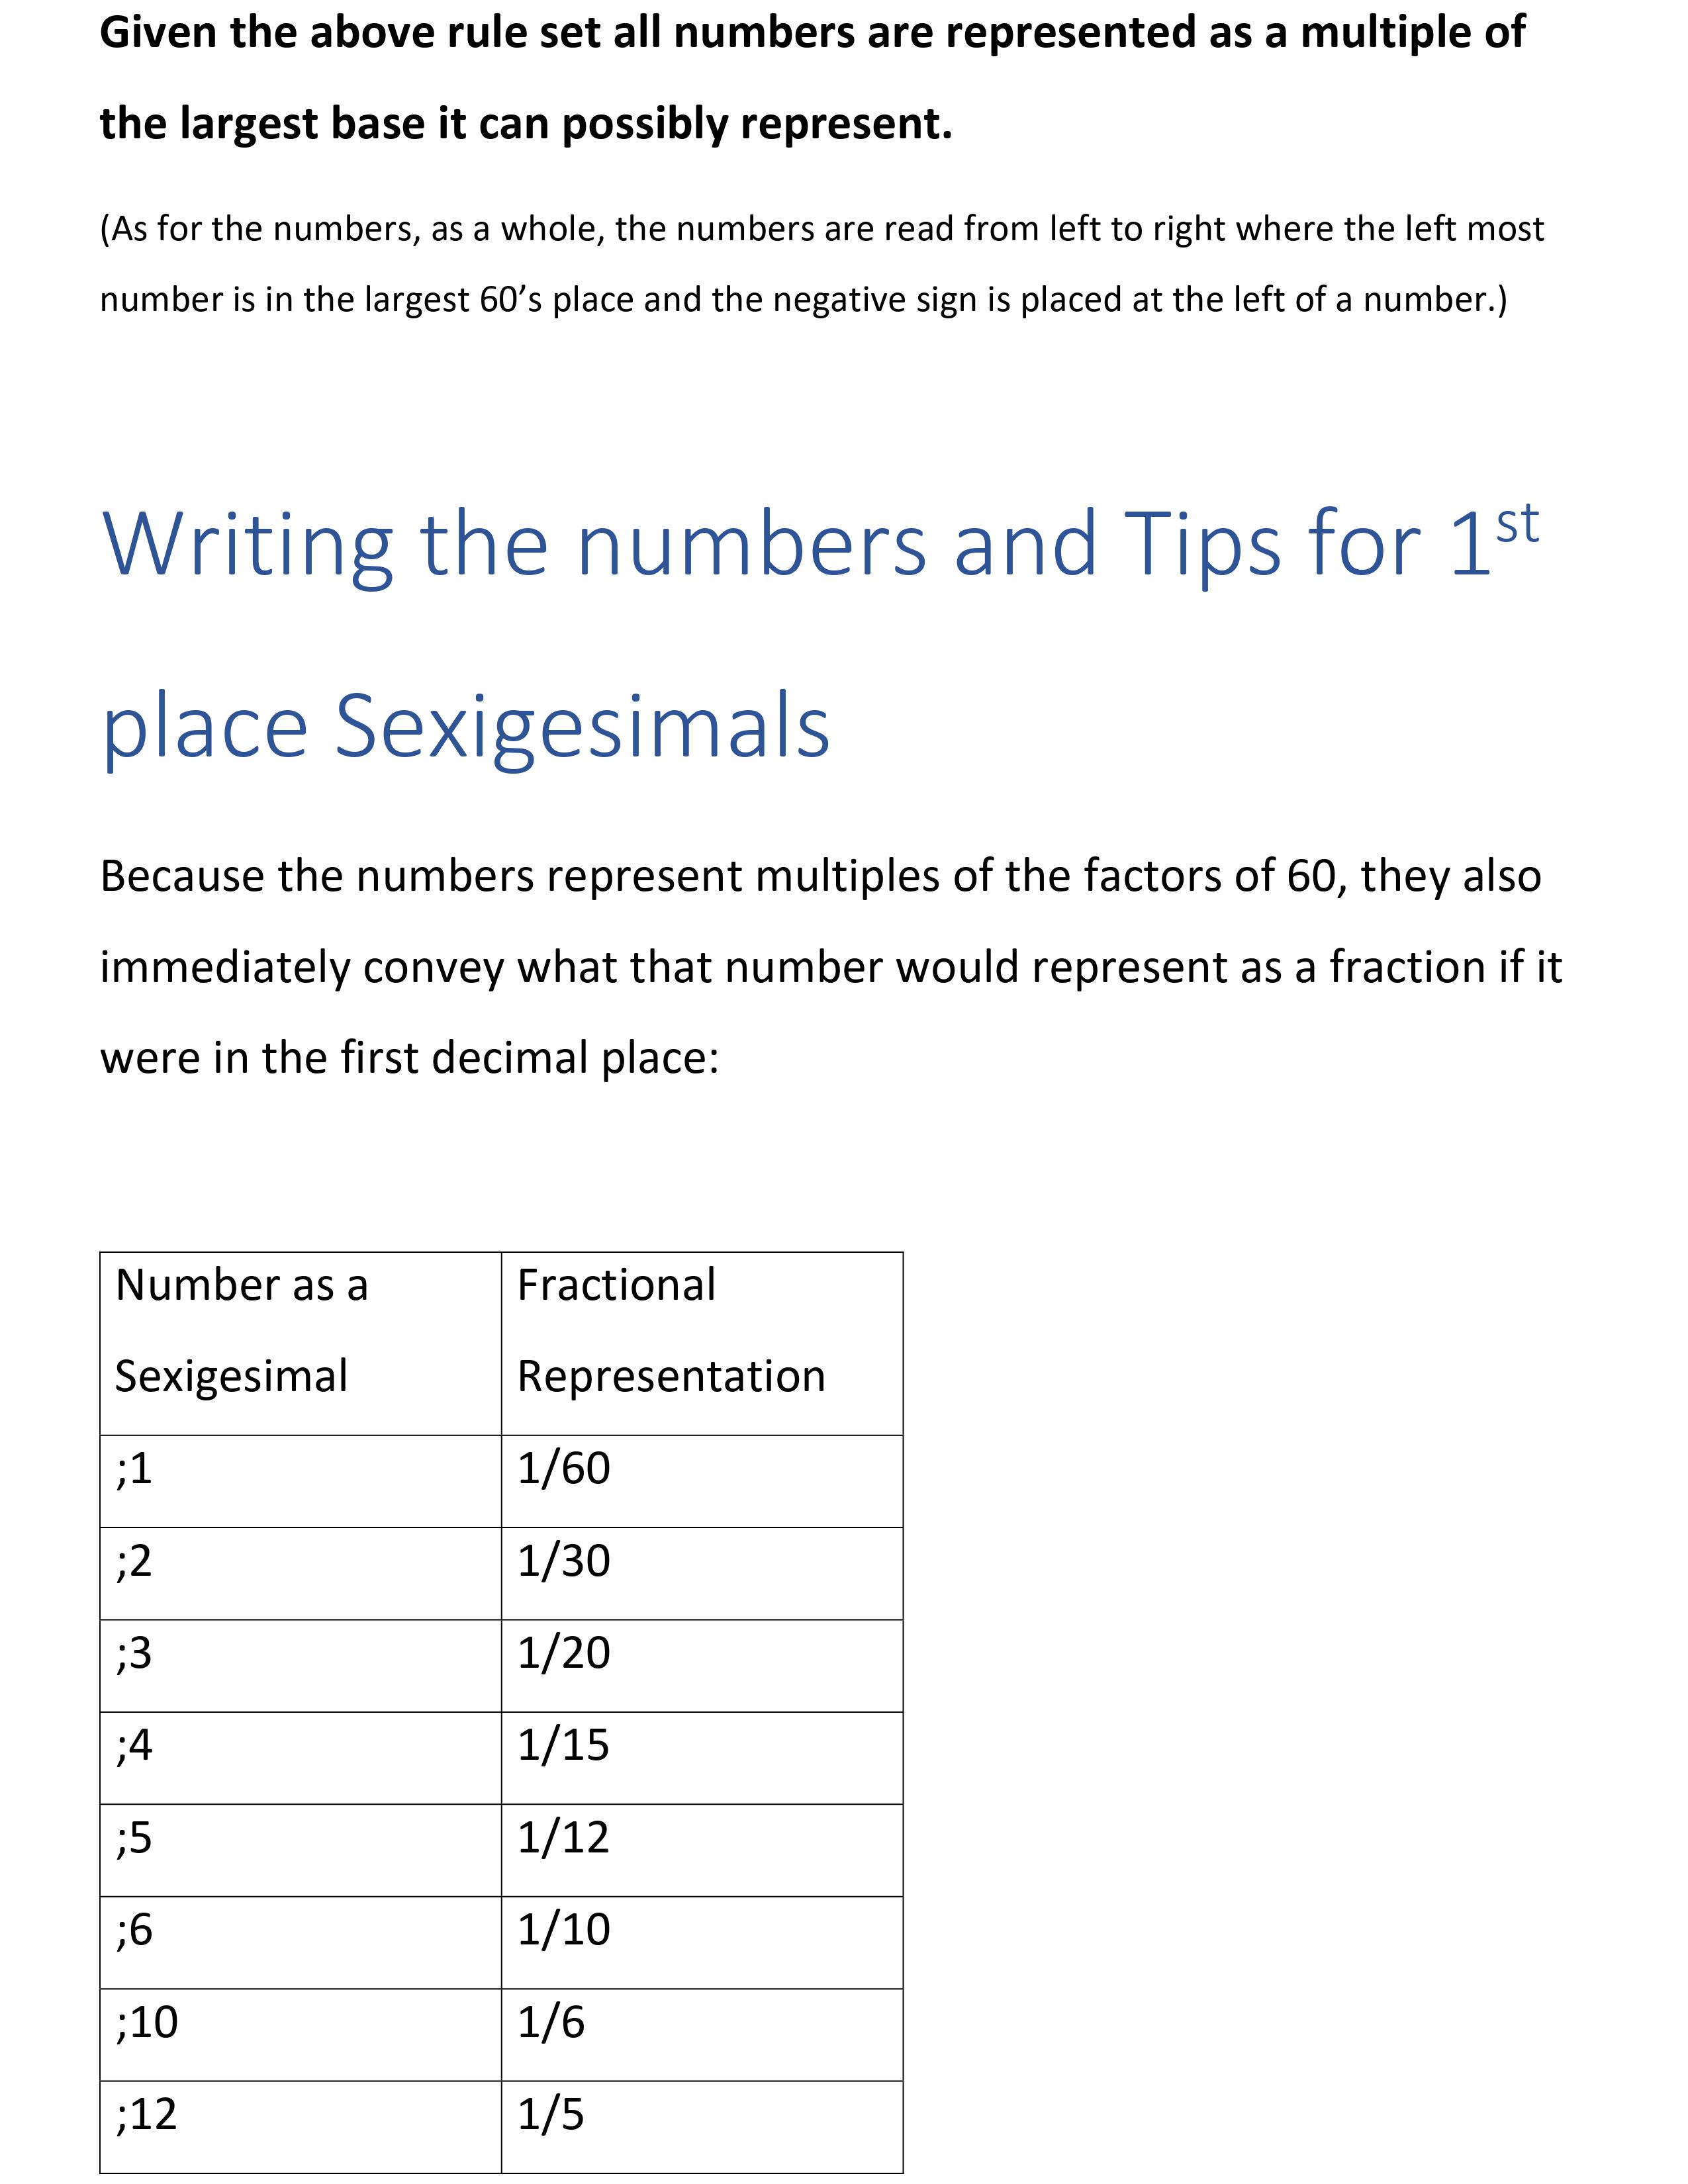 Given the above rule set all numbers are represented as a multiple of
the largest base it can possibly represent.
(As for the numbers, as a whole, the numbers are read from left to right where the left most
number is in the largest 60’s place and the negative sign is placed at the left of a number.)
Writing the numbers and Tips for 1st
place Sexigesimals
Because the numbers represent multiples of the factors of 60, they also
immediately convey what that number would represent as a fraction if it
were in the first decimal place:
Number as a Fractional
Sexigesimal Representation
;1 1/60
;2 1/30
;3 1/20
;4 1/15
;5 1/12
;6 1/10
;10 1/6
;12 1/5